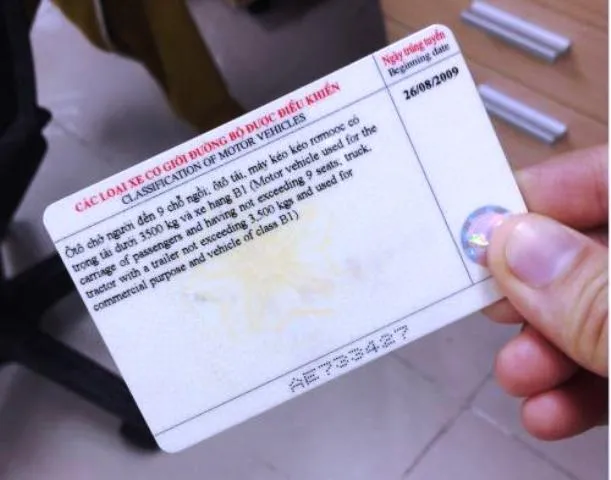 CÁC LOẠI XE CƠ GIỚI ĐƯỜNG BỘ ĐƯỢC ĐIỀU KHIỂN
CLASSIFICATION OF MOTOR VEHICLES
Ngày trúng tuyển
Beginning date
Ôtô chở người đến 9 chỗ ngồi; ôtô tải, máy kéo kéo rơmooc có
trọng tải dưới 3500 kg và xe hạng B1 (Motor vehicle used for the
carriage of passengers and having not exceeding 9 seats; truck,
tractor with a trailer not exceeding 3,500 kgs and used for
commercial purpose and vehicle of class B1)
26/08/2009
AE733427